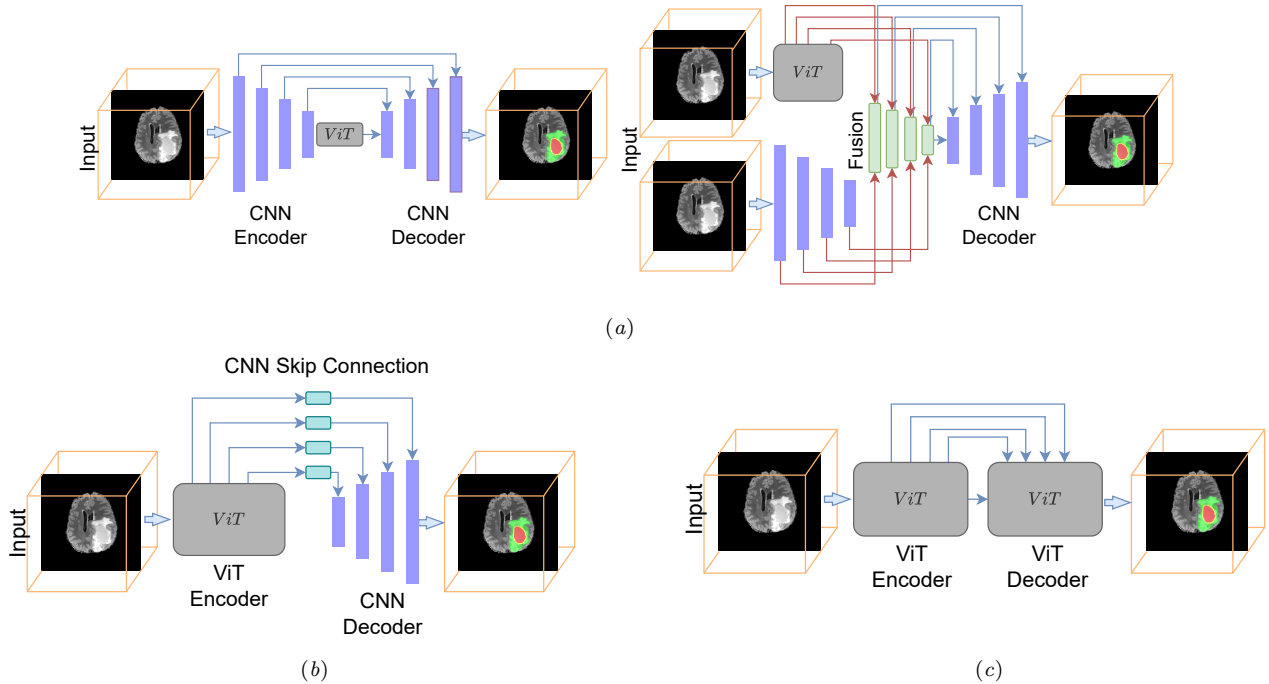 Input
ViT
CNN
Encoder
CNN
Decoder
Input
ViT
Fusion
CNN
Decoder
(a)
CNN Skip Connection
Input
ViT
ViT
Encoder
CNN
Decoder
(b)
Input
ViT
ViT
ViT
Encoder
ViT
Decoder
(c)